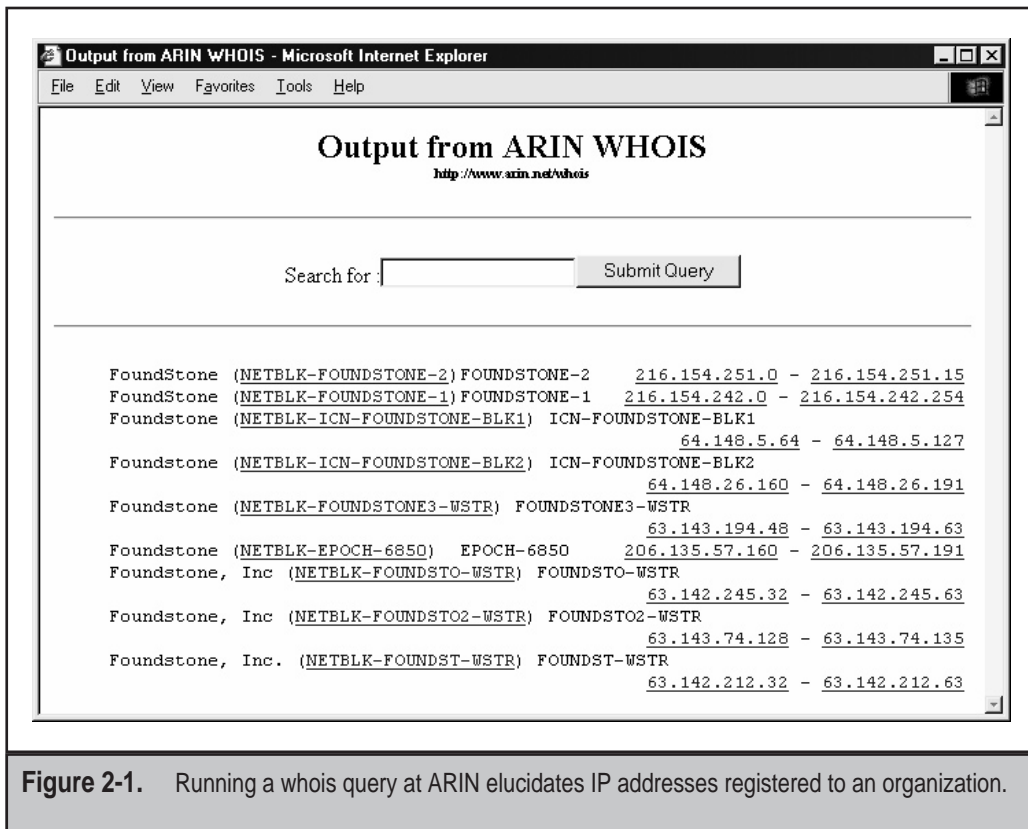 Output from ARIN WHOIS - Microsoft Internet Explorer
File Edit View Favorites Tools Help
Output from ARIN WHOIS
http://www.arin.net/whois
Search for : Submit Query
FoundStone (NETBLK-FOUNDSTONE-2) FOUNDSTONE-2 216.154.251.0 - 216.154.251.15
FoundStone (NETBLK-FOUNDSTONE-1) FOUNDSTONE-1 216.154.242.0 - 216.154.242.254
Foundstone (NETBLK-ICN-FOUNDSTONE-BLK1) ICN-FOUNDSTONE-BLK1
64.148.5.64 - 64.148.5.127
Foundstone (NETBLK-ICN-FOUNDSTONE-BLK2) ICN-FOUNDSTONE-BLK2
64.148.26.160 - 64.148.26.191
Foundstone (NETBLK-FOUNDSTONE3-WSTR) FOUNDSTONE3-WSTR
63.143.194.48 - 63.143.194.63
Foundstone (NETBLK-EPOCH-6850) EPOCH-6850 206.135.57.160 - 206.135.57.191
Foundstone, Inc (NETBLK-FOUNDSTO-WSTR) FOUNDSTO-WSTR
63.142.245.32 - 63.142.245.63
Foundstone, Inc (NETBLK-FOUNDSTO2-WSTR) FOUNDSTO2-WSTR
63.143.74.128 - 63.143.74.135
Foundstone, Inc. (NETBLK-FOUNDST-WSTR) FOUNDST-WSTR
63.142.212.32 - 63.142.212.63
Figure 2-1. Running a whois query at ARIN elucidates IP addresses registered to an organization.